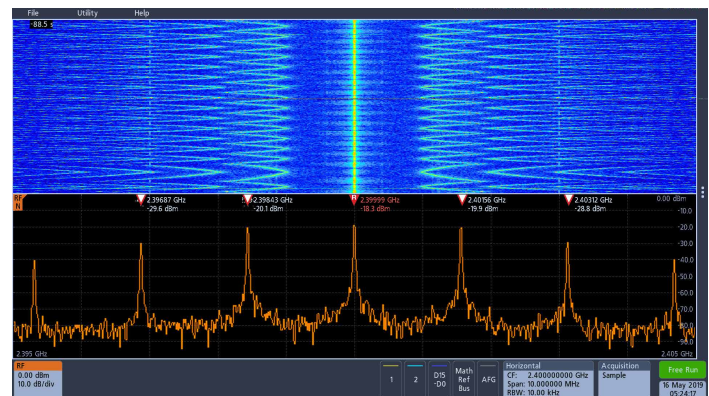 File Utility Help
-88.5 s
RF
N
2.39687 GHz
-29.6 dBm
2.39843 GHz
-20.1 dBm
R
2.39999 GHz
-18.3 dBm
2.40156 GHz
-19.9 dBm
2.40312 GHz
-28.8 dBm
0.00 dBm
-10.0
-20.0
-30.0
-40.0
-50.0
-60.0
-70.0
-80.0
-90.0
2.395 GHz 2.405 GHz
RF
0.00 dBm
10.0 dB/div
1
2
D15
-D0
Math
Ref
Bus
AFG
Horizontal
CF: 2.400000000 GHz
Span: 10.000000 MHz
RBW: 10.00 kHz
Acquisition
Sample
Free Run
16 May 2019
05:24:17